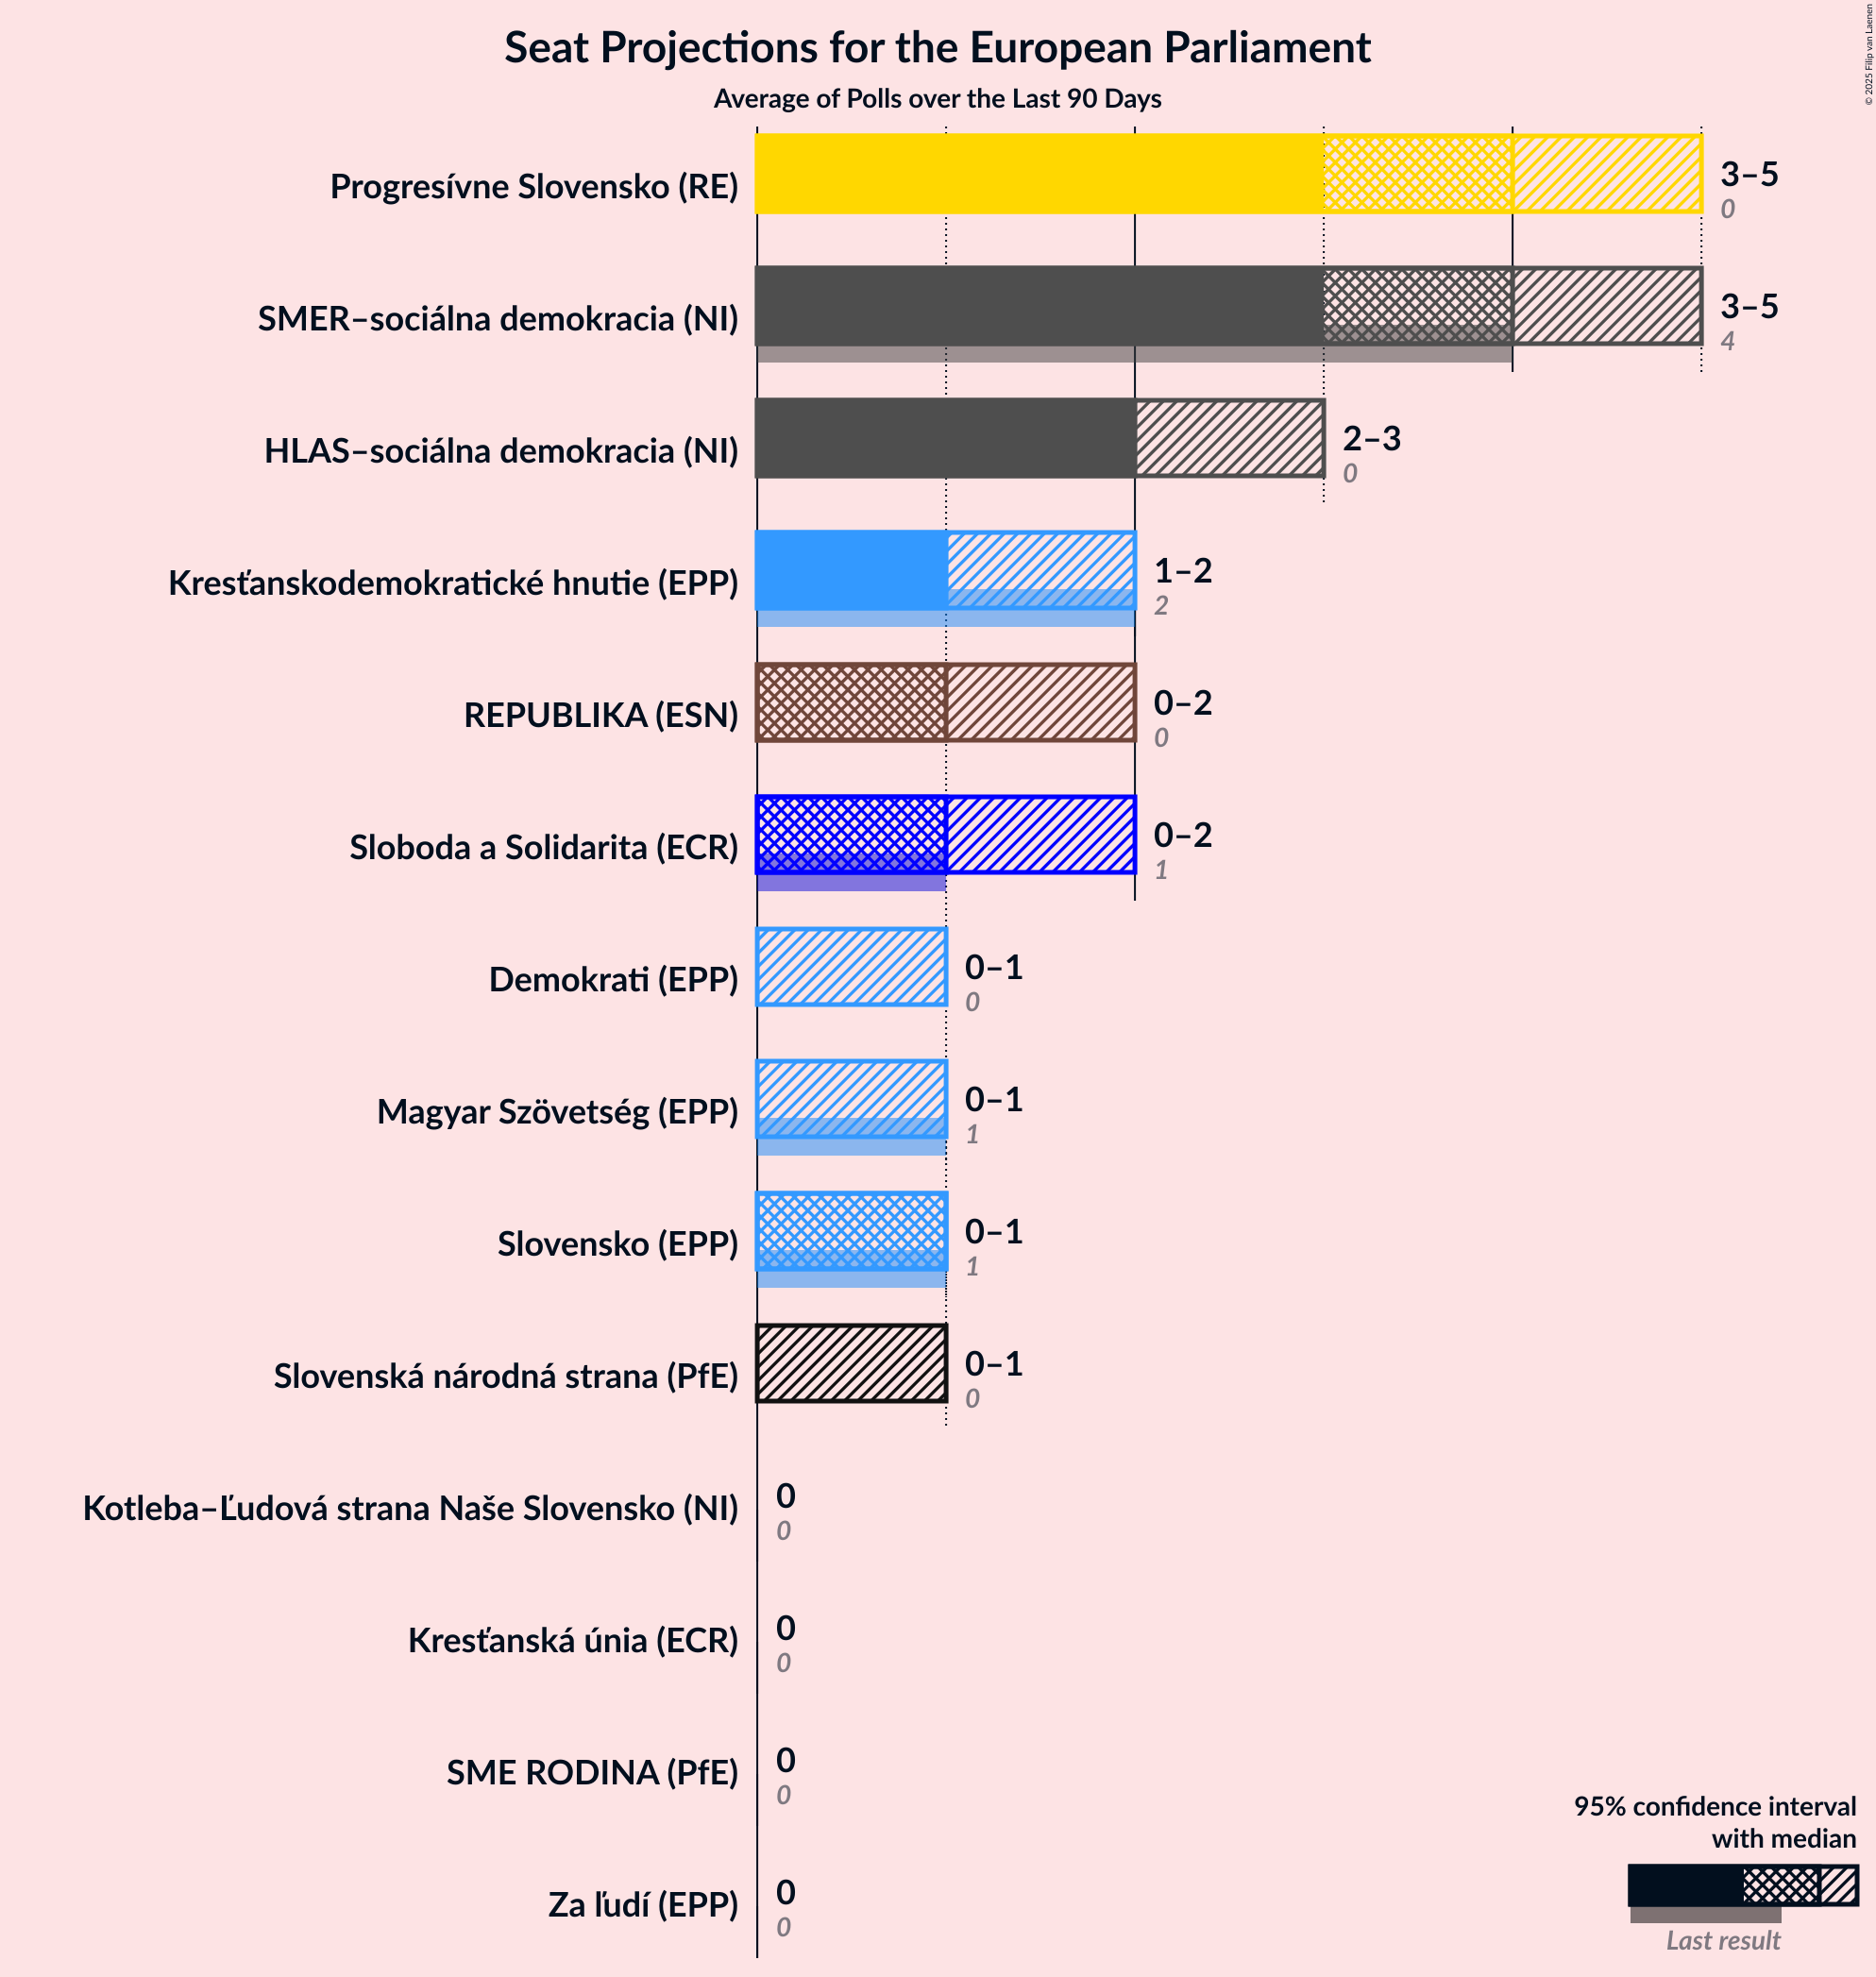 Seat Projections for the European Parliament
Average of Polls over the Last 90 Days
© 2025 Filip van Laenen
Progresívne Slovensko (RE)
3–5
0
SMER–sociálna demokracia (NI)
3–5
4
HLAS–sociálna demokracia (NI)
2–3
0
Kresťanskodemokratické hnutie (EPP)
1–2
2
REPUBLIKA (ESN)
0–2
0
Sloboda a Solidarita (ECR)
0–2
1
Demokrati (EPP)
0–1
0
Magyar Szövetség (EPP)
0–1
1
Slovensko (EPP)
0–1
1
Slovenská národná strana (PfE)
0–1
0
Kotleba–Ľudová strana Naše Slovensko (NI)
0
0
Kresťanská únia (ECR)
0
0
SME RODINA (PfE)
0
0
Za ľudí (EPP)
0
0
95% confidence interval
with median
Last result